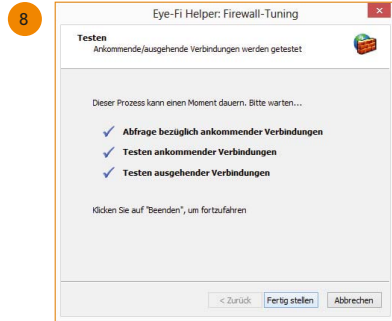 8
Eye-Fi Helper: Firewall-Tuning
Testen
Ankommende/ausgehende Verbindungen werden getestet
Dieser Prozess kann einen Moment dauern. Bitte warten...
Abfrage bezüglich ankommender Verbindungen
Testen ankommender Verbindungen
Testen ausgehender Verbindungen
Klicken Sie auf "Beenden", um fortzufahren
< Zurück Fertig stellen Abbrechen